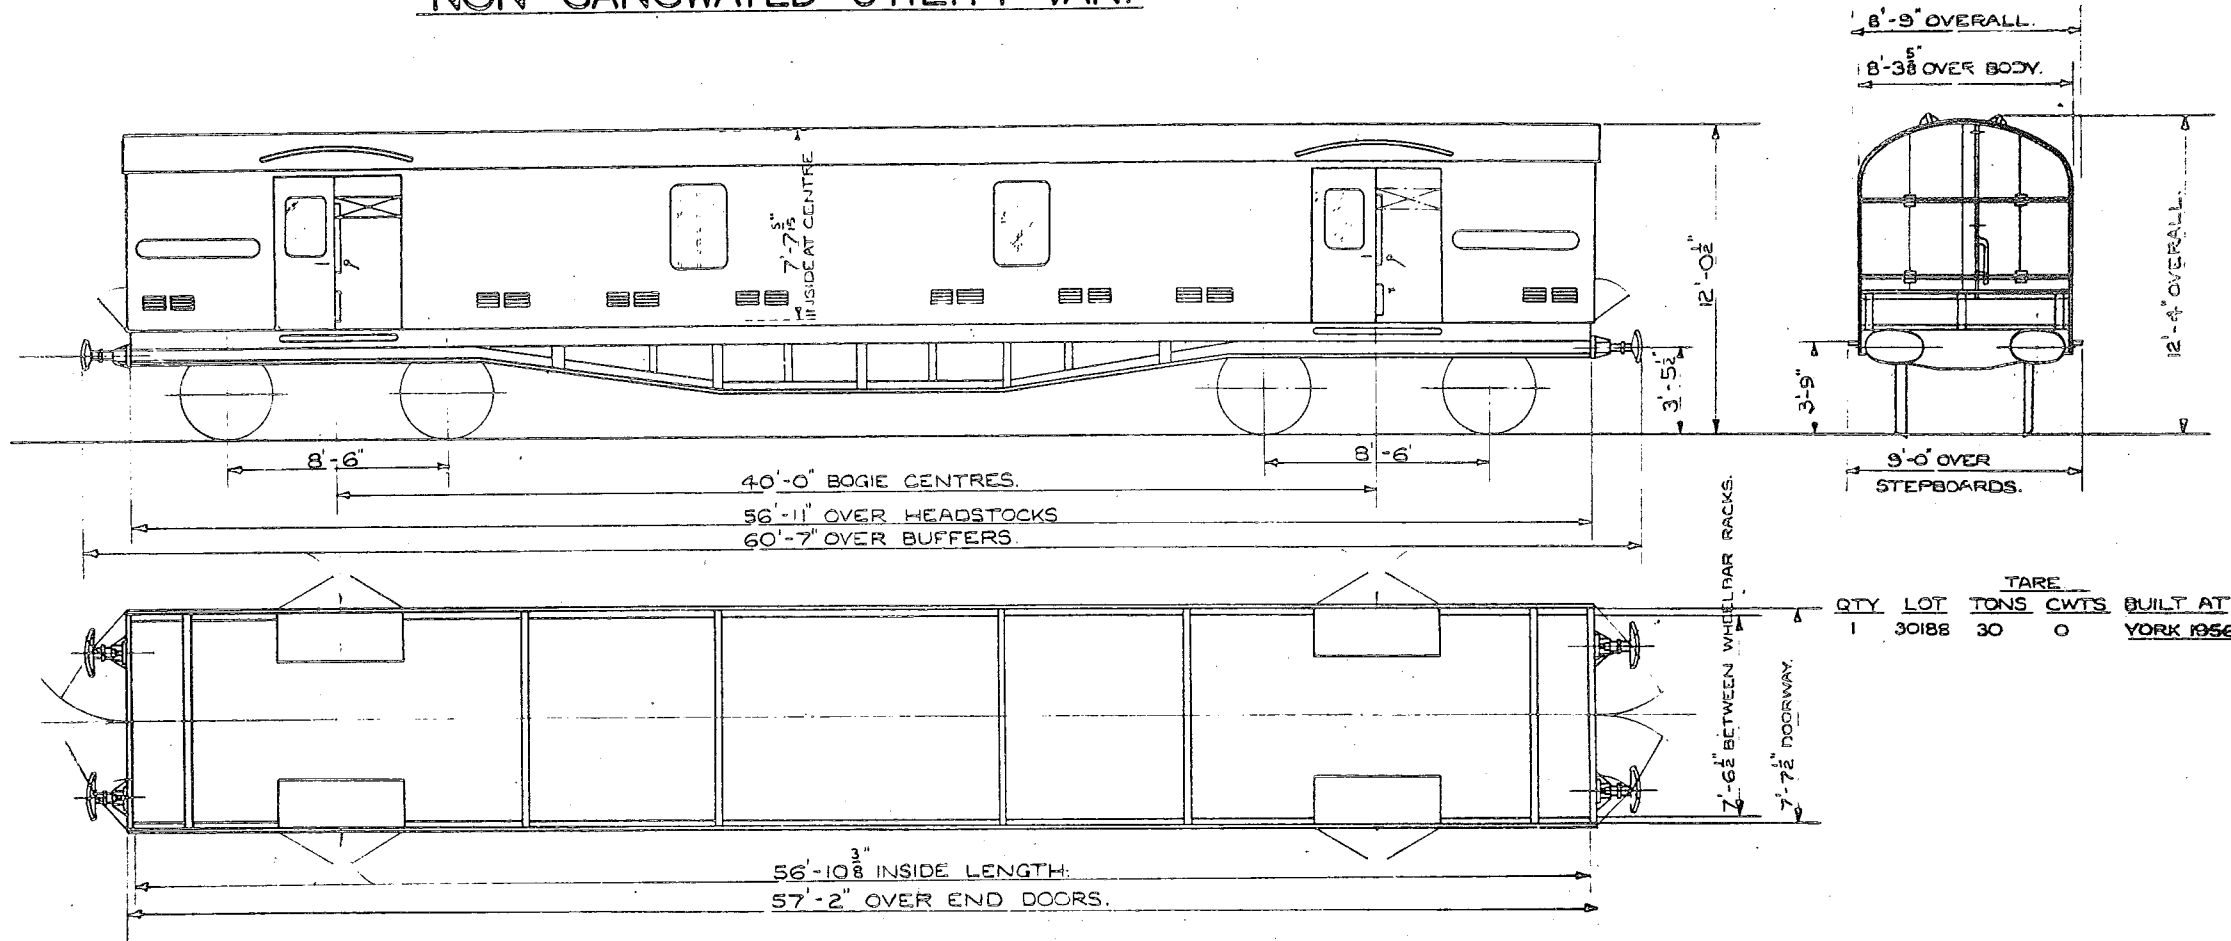 NON GANGWAYED UTILITY VAN.
8'-9" OVERALL.
8'-3⅝" OVER BODY.
7'-7 5/15"
INSIDE AT CENTRE
12'-0½"
3'-5½"
3'-9"
12'-4" OVERALL.
8'-6"
8'-6"
40'-0" BOGIE CENTRES.
56'-11" OVER HEADSTOCKS
60'-7" OVER BUFFERS.
9'-0" OVER
STEPBOARDS.
7'-6½" BETWEEN WHEELBAR RACKS.
7'-7½" DOORWAY.
TARE
QTY LOT TONS CWTS BUILT AT
1 30188 30 0 YORK 1956
56'-10⅜" INSIDE LENGTH.
57'-2" OVER END DOORS.